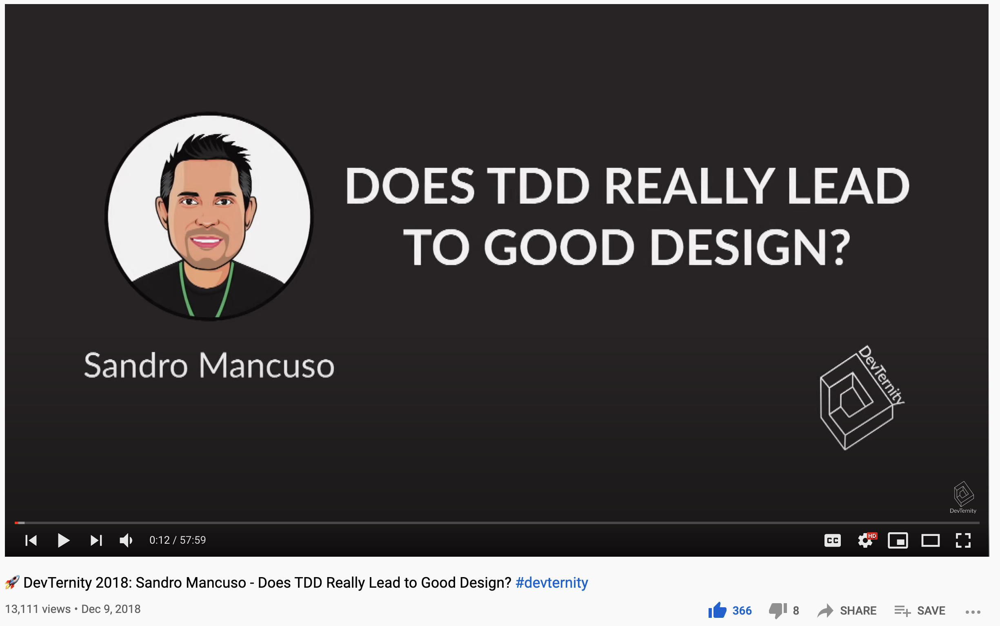 DOES TDD REALLY LEAD
TO GOOD DESIGN?
Sandro Mancuso
DevTernity
DevTernity
0:12 / 57:59
CC
HD
🚀 DevTernity 2018: Sandro Mancuso - Does TDD Really Lead to Good Design? #devternity
13,111 views • Dec 9, 2018
366
8
SHARE
SAVE